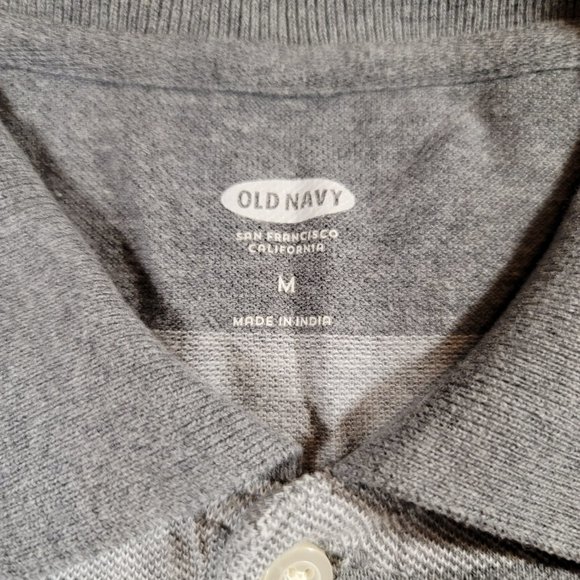 OLD NAVY
SAN FRANCISCO
CALIFORNIA
M
MADE IN INDIA